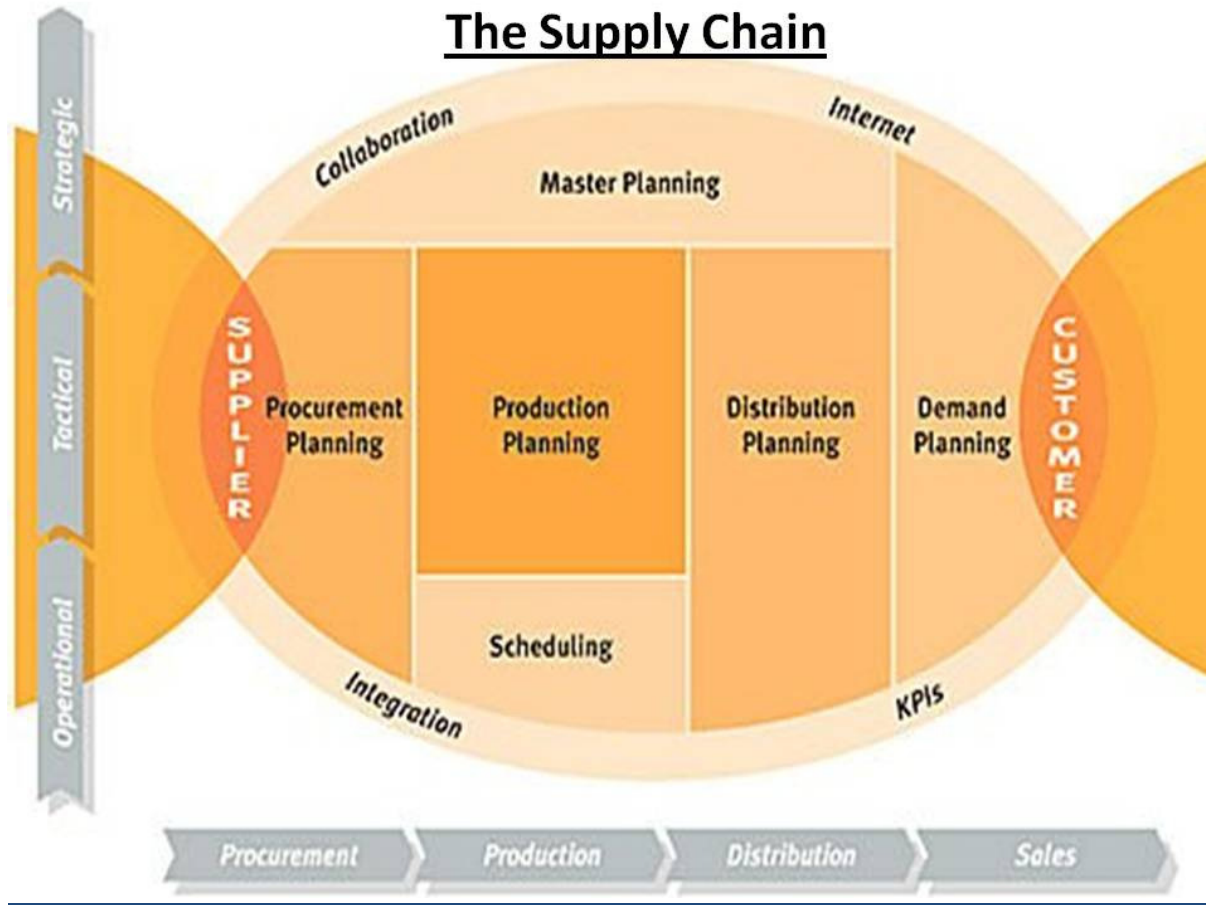 The Supply Chain
Strategic
Tactical
Operational
Collaboration
Internet
Master Planning
SUPPLIER
Procurement
Planning
Production
Planning
Distribution
Planning
Demand
Planning
CUSTOMER
Scheduling
Integration
KPIs
Procurement
Production
Distribution
Sales